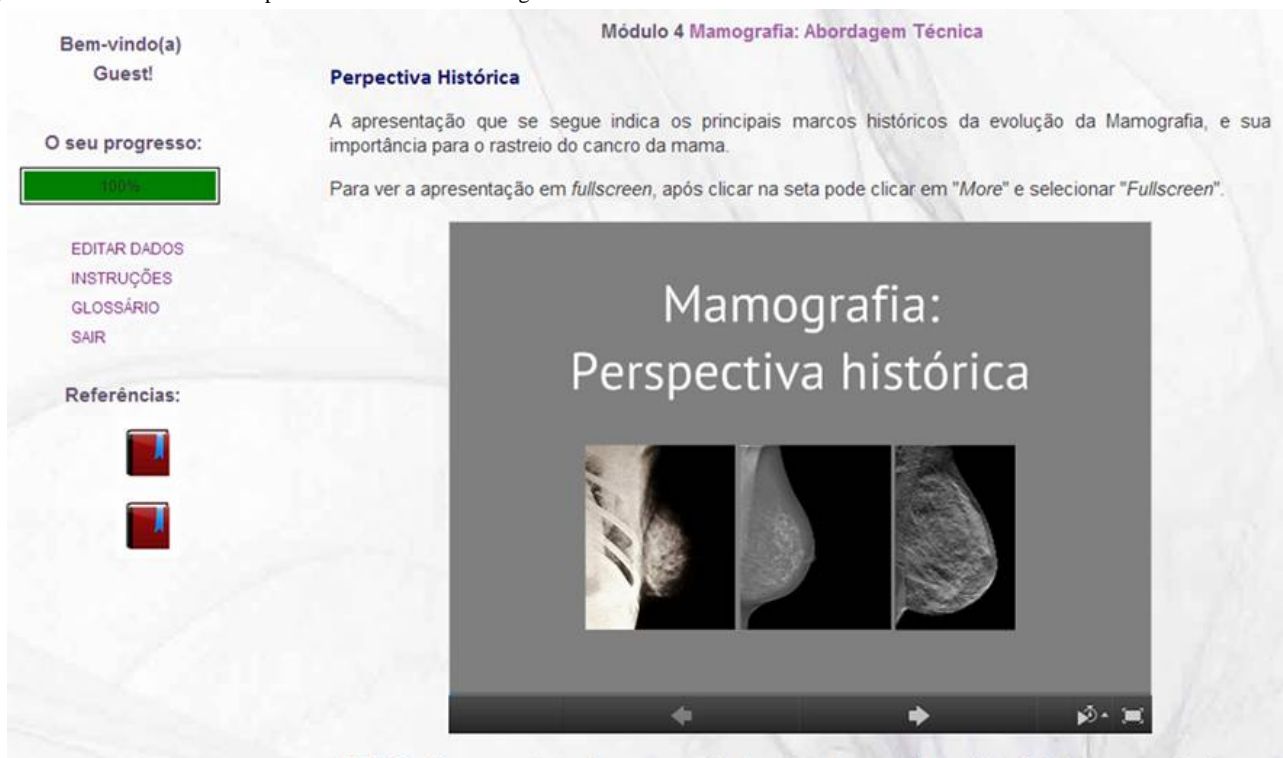 Módulo 4 Mamografia: Abordagem Técnica
Bem-vindo(a)
Guest!
O seu progresso:
100%
EDITAR DADOS
INSTRUÇÕES
GLOSSÁRIO
SAIR
Referências:
Perpectiva Histórica
A apresentação que se segue indica os principais marcos históricos da evolução da Mamografia, e sua
importância para o rastreio do cancro da mama.
Para ver a apresentação em fullscreen, após clicar na seta pode clicar em "More" e selecionar "Fullscreen".
Mamografia:
Perspectiva histórica